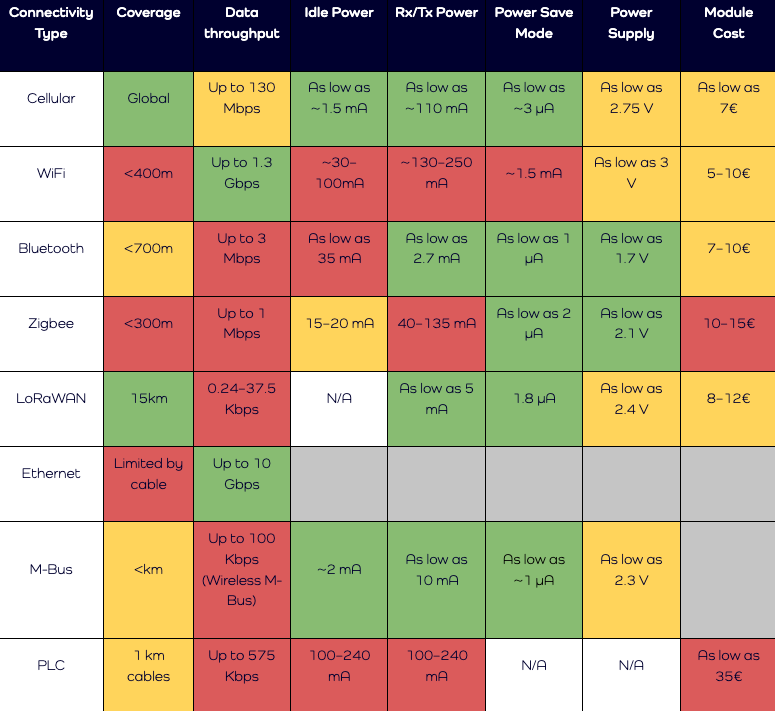 Connectivity Type
Coverage
Data throughput
Idle Power
Rx/Tx Power
Power Save Mode
Power Supply
Module Cost
Cellular
Global
Up to 130 Mbps
As low as ~1.5 mA
As low as ~110 mA
As low as ~3 µA
As low as 2.75 V
As low as 7€
WiFi
<400m
Up to 1.3 Gbps
~30–100mA
~130–250 mA
~1.5 mA
As low as 3 V
5–10€
Bluetooth
<700m
Up to 3 Mbps
As low as 35 mA
As low as 2.7 mA
As low as 1 µA
As low as 1.7 V
7–10€
Zigbee
<300m
Up to 1 Mbps
15–20 mA
40–135 mA
As low as 2 µA
As low as 2.1 V
10–15€
LoRaWAN
15km
0.24–37.5 Kbps
N/A
As low as 5 mA
1.8 µA
As low as 2.4 V
8–12€
Ethernet
Limited by cable
Up to 10 Gbps
M-Bus
<km
Up to 100 Kbps (Wireless M-Bus)
~2 mA
As low as 10 mA
As low as ~1 µA
As low as 2.3 V
PLC
1 km cables
Up to 575 Kbps
100–240 mA
100–240 mA
N/A
N/A
As low as 35€